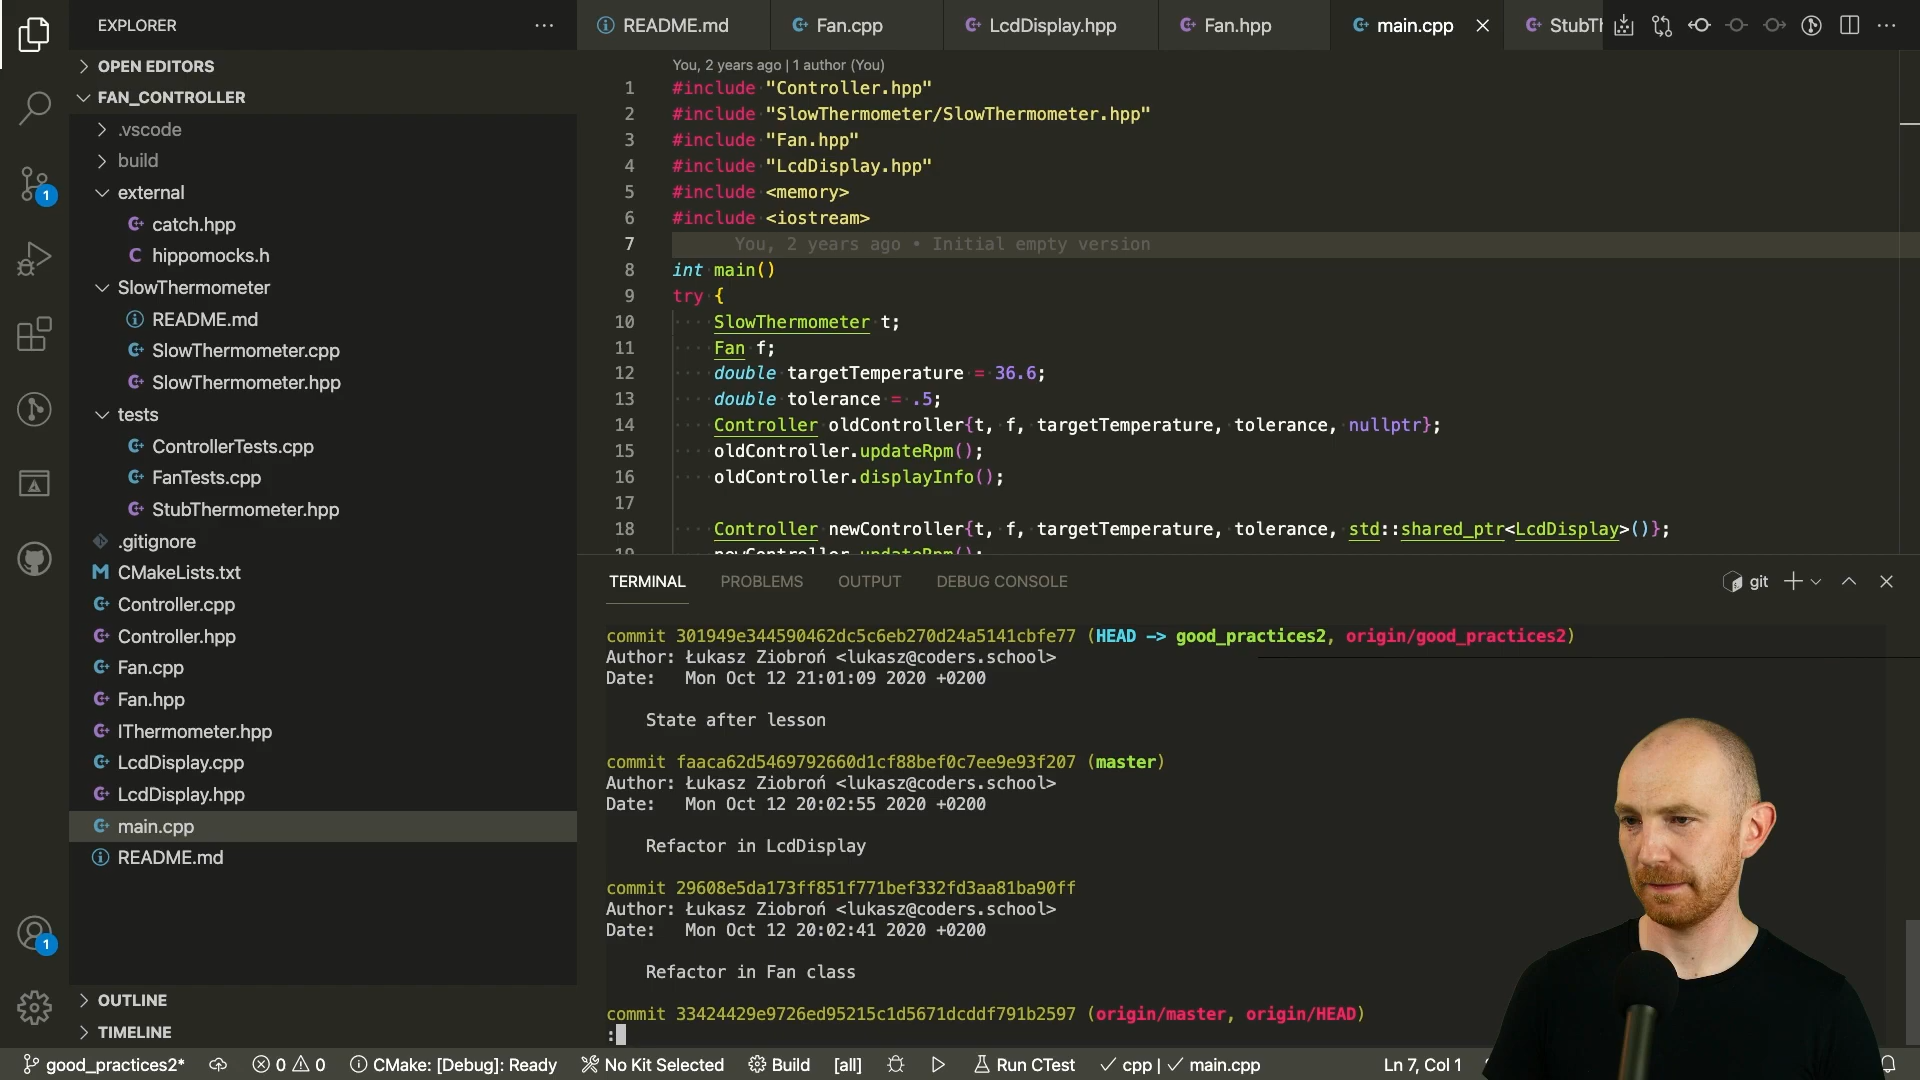 EXPLORER
OPEN EDITORS
FAN_CONTROLLER
.vscode
build
external
catch.hpp
hippomocks.h
SlowThermometer
README.md
SlowThermometer.cpp
SlowThermometer.hpp
tests
ControllerTests.cpp
FanTests.cpp
StubThermometer.hpp
.gitignore
CMakeLists.txt
Controller.cpp
Controller.hpp
Fan.cpp
Fan.hpp
IThermometer.hpp
LcdDisplay.cpp
LcdDisplay.hpp
main.cpp
README.md
OUTLINE
TIMELINE
README.md Fan.cpp LcdDisplay.hpp Fan.hpp main.cpp StubTh
You, 2 years ago | 1 author (You)
1 #include "Controller.hpp"
2 #include "SlowThermometer/SlowThermometer.hpp"
3 #include "Fan.hpp"
4 #include "LcdDisplay.hpp"
5 #include <memory>
6 #include <iostream>
7 You, 2 years ago • Initial empty version
8 int main()
9 try {
10 SlowThermometer t;
11 Fan f;
12 double targetTemperature = 36.6;
13 double tolerance = .5;
14 Controller oldController{t, f, targetTemperature, tolerance, nullptr};
15 oldController.updateRpm();
16 oldController.displayInfo();
17
18 Controller newController{t, f, targetTemperature, tolerance, std::shared_ptr<LcdDisplay>()};
19 newController.updateRpm();
TERMINAL PROBLEMS OUTPUT DEBUG CONSOLE git
commit 301949e344590462dc5c6eb270d24a5141cbfe77 (HEAD -> good_practices2, origin/good_practices2)
Author: Łukasz Ziobroń <lukasz@coders.school>
Date: Mon Oct 12 21:01:09 2020 +0200
State after lesson
commit faaca62d5469792660d1cf88bef0c7ee9e93f207 (master)
Author: Łukasz Ziobroń <lukasz@coders.school>
Date: Mon Oct 12 20:02:55 2020 +0200
Refactor in LcdDisplay
commit 29608e5da173ff851f771bef332fd3aa81ba90ff
Author: Łukasz Ziobroń <lukasz@coders.school>
Date: Mon Oct 12 20:02:41 2020 +0200
Refactor in Fan class
commit 33424429e9726ed95215c1d5671dcddf791b2597 (origin/master, origin/HEAD)
:
good_practices2* 0 0 CMake: [Debug]: Ready No Kit Selected Build [all] Run CTest cpp | main.cpp Ln 7, Col 1
1
1